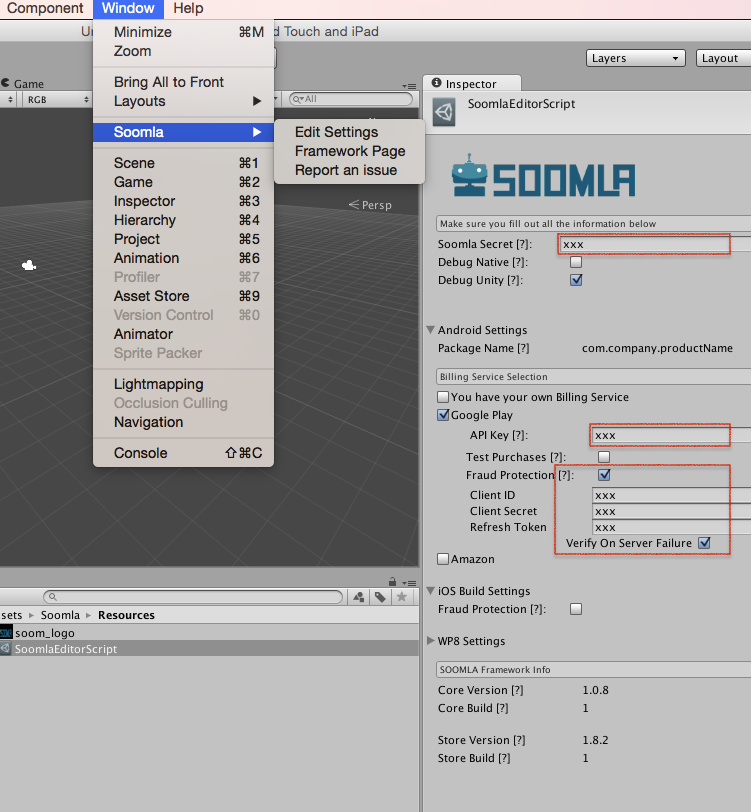 Component Window Help
Un
d Touch and iPad
Minimize ⌘M
Zoom
Bring All to Front
Layouts ▶
Soomla ▶
Edit Settings
Framework Page
Report an issue
Scene ⌘1
Game ⌘2
Inspector ⌘3
Hierarchy ⌘4
Project ⌘5
Animation ⌘6
Profiler ⌘7
Asset Store ⌘9
Version Control ⌘0
Animator
Sprite Packer
Lightmapping
Occlusion Culling
Navigation
Console ⇧⌘C
Game
RGB
All
Persp
Layers
Layout
Inspector
SoomlaEditorScript
SOOMLA
Make sure you fill out all the information below
Soomla Secret [?]: xxx
Debug Native [?]:
Debug Unity [?]:
Android Settings
Package Name [?] com.company.productName
Billing Service Selection
You have your own Billing Service
Google Play
API Key [?]: xxx
Test Purchases [?]:
Fraud Protection [?]:
Client ID xxx
Client Secret xxx
Refresh Token xxx
Verify On Server Failure
Amazon
iOS Build Settings
Fraud Protection [?]:
WP8 Settings
SOOMLA Framework Info
Core Version [?] 1.0.8
Core Build [?] 1
Store Version [?] 1.8.2
Store Build [?] 1
sets ▸ Soomla ▸ Resources
soom_logo
SoomlaEditorScript